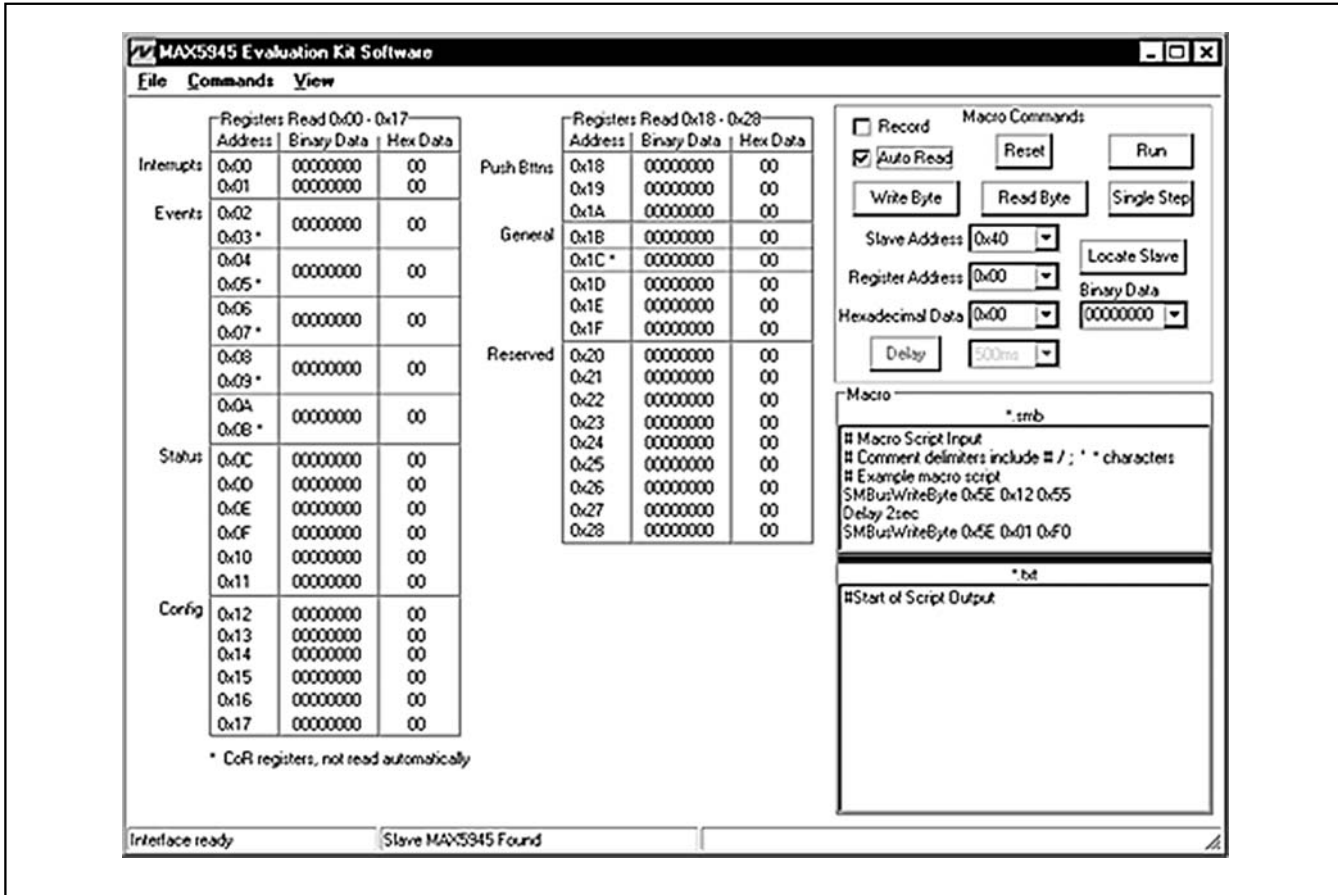 MAX5945 Evaluation Kit Software
File Commands View
Registers Read 0x00 - 0x17
Address Binary Data Hex Data
Interrupts 0x00 00000000 00
0x01 00000000 00
Events 0x02
0x03 * 00000000 00
0x04
0x05 * 00000000 00
0x06
0x07 * 00000000 00
0x08
0x09 * 00000000 00
0x0A
0x0B * 00000000 00
Status 0x0C 00000000 00
0x0D 00000000 00
0x0E 00000000 00
0x0F 00000000 00
0x10 00000000 00
0x11 00000000 00
Config 0x12 00000000 00
0x13 00000000 00
0x14 00000000 00
0x15 00000000 00
0x16 00000000 00
0x17 00000000 00
* CoR registers, not read automatically
Registers Read 0x18 - 0x28
Address Binary Data Hex Data
Push Bttns 0x18 00000000 00
0x19 00000000 00
0x1A 00000000 00
General 0x1B 00000000 00
0x1C * 00000000 00
0x1D 00000000 00
0x1E 00000000 00
0x1F 00000000 00
Reserved 0x20 00000000 00
0x21 00000000 00
0x22 00000000 00
0x23 00000000 00
0x24 00000000 00
0x25 00000000 00
0x26 00000000 00
0x27 00000000 00
0x28 00000000 00
Macro Commands
Record
Auto Read Reset Run
Write Byte Read Byte Single Step
Slave Address 0x40
Locate Slave
Register Address 0x00
Binary Data
Hexadecimal Data 0x00 00000000
Delay 500ms
Macro
*.smb
# Macro Script Input
# Comment delimiters include # / ; ' * characters
# Example macro script
SMBusWriteByte 0x5E 0x12 0x55
Delay 2sec
SMBusWriteByte 0x5E 0x01 0xF0
*.txt
#Start of Script Output
Interface ready Slave MAX5945 Found